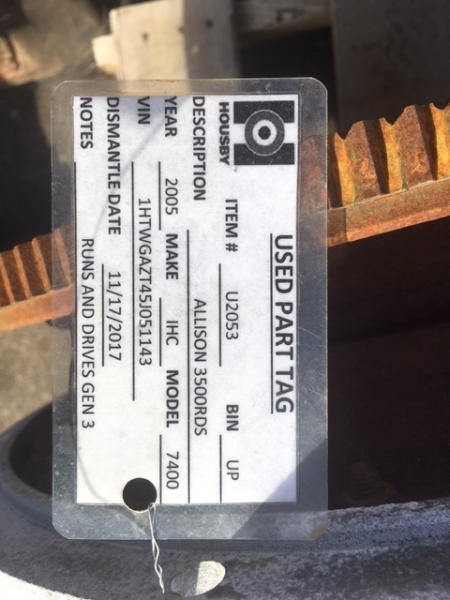 HOUSBY
USED PART TAG
ITEM # U2053 BIN UP
DESCRIPTION ALLISON 3500RDS
YEAR 2005 MAKE IHC MODEL 7400
VIN 1HTWGAZT45J051143
DISMANTLE DATE 11/17/2017
NOTES RUNS AND DRIVES GEN 3